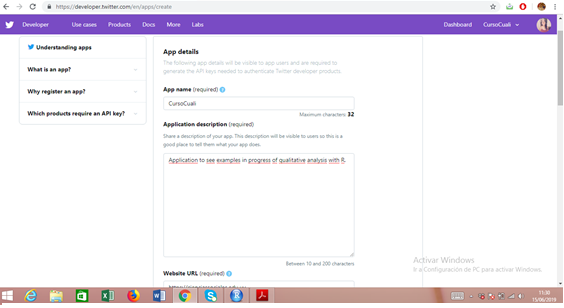 https://developer.twitter.com/en/apps/create
Developer Use cases Products Docs More Labs Dashboard CursoCuali
Understanding apps
What is an app?
Why register an app?
Which products require an API key?
App details
The following app details will be visible to app users and are required to
generate the API keys needed to authenticate Twitter developer products.
App name (required)
CursoCuali
Maximum characters: 32
Application description (required)
Share a description of your app. This description will be visible to users so this is a
good place to tell them what your app does.
Application to see examples in progress of qualitative analysis with R.
Between 10 and 200 characters
Website URL (required)
Activar Windows
Ir a Configuración de PC para activar Windows.
11:30
15/06/2019